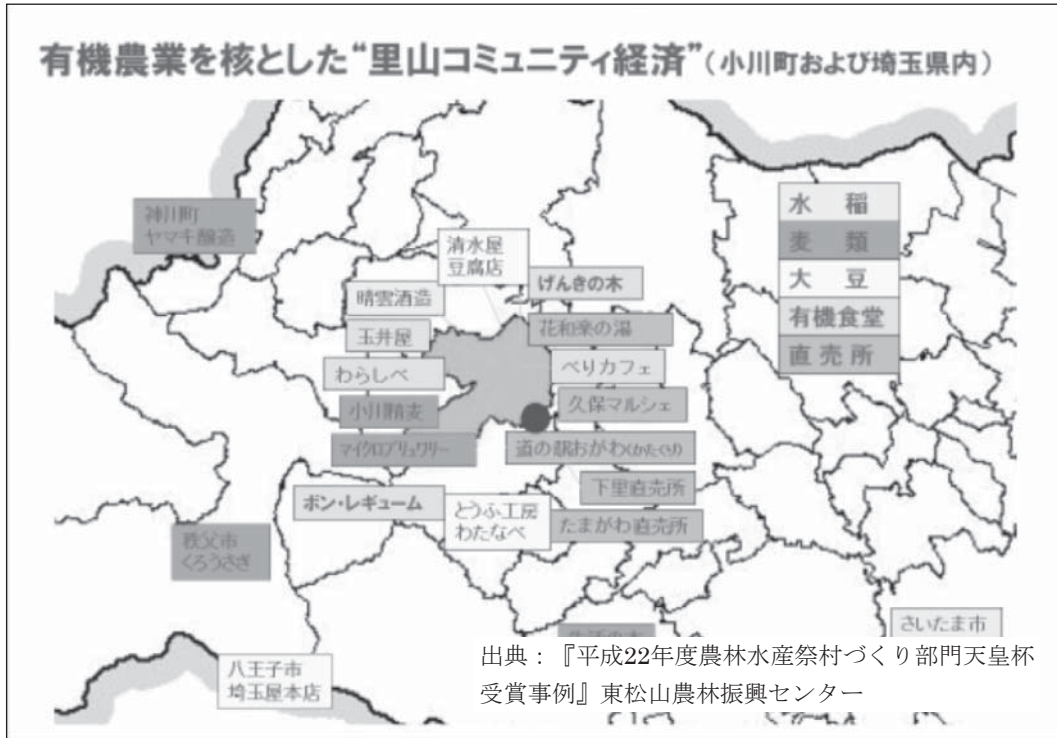 有機農業を核とした“里山コミュニティ経済”(小川町および埼玉県内)
神川町
ヤマキ醸造
清水屋
豆腐店
げんきの木
晴雲酒造
花和楽の湯
玉井屋
べりカフェ
わらしべ
久保マルシェ
小川精麦
マイクロブリュワリー
道の駅おがわ(かたくり)
下里直売所
ボン・レギューム
とうふ工房
わたなべ
たまがわ直売所
秩父市
くろうさぎ
八王子市
埼玉屋本店
さいたま市
水 稲
麦 類
大 豆
有機食堂
直 売 所
出典:『平成22年度農林水産祭村づくり部門天皇杯
受賞事例』東松山農林振興センター